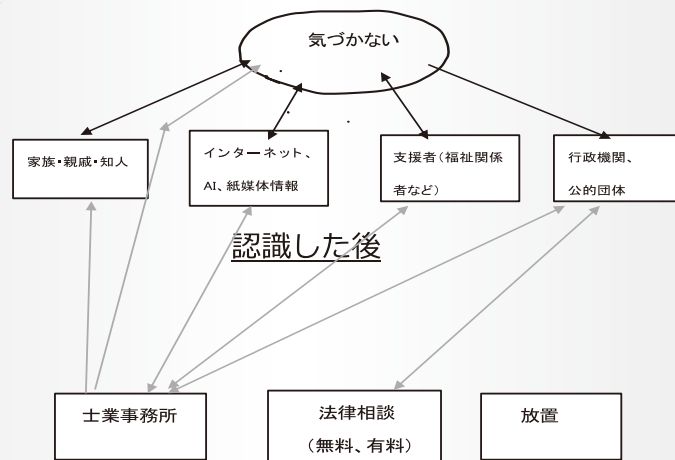 気づかない
家族・親戚・知人
インターネット、
AI、紙媒体情報
支援者（福祉関係
者など）
行政機関、
公的団体
認識した後
士業事務所
法律相談
（無料、有料）
放置